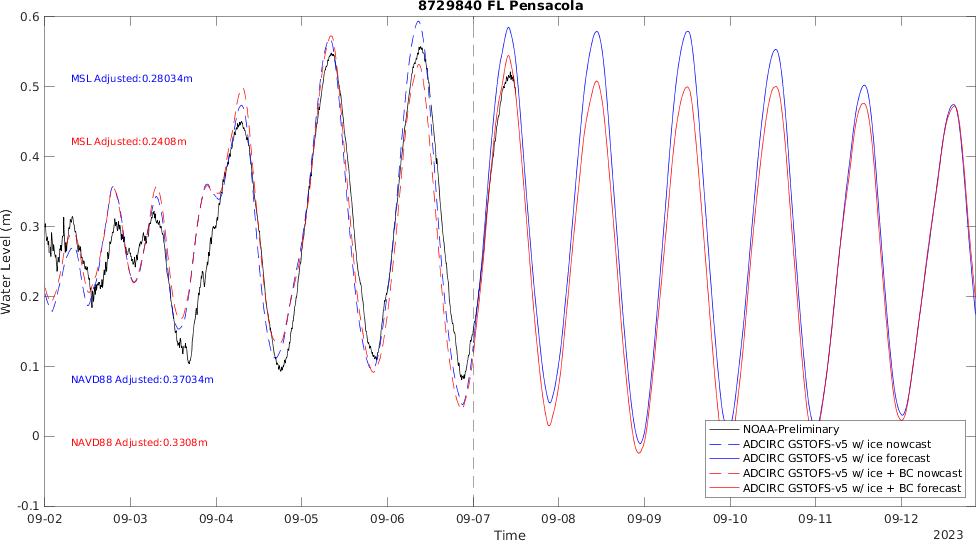 8729840 FL Pensacola
0.6
0.5
0.4
0.3
0.2
0.1
0
-0.1
Water Level (m)
MSL Adjusted:0.28034m
MSL Adjusted:0.2408m
NAVD88 Adjusted:0.37034m
NAVD88 Adjusted:0.3308m
NOAA-Preliminary
ADCIRC GSTOFS-v5 w/ ice nowcast
ADCIRC GSTOFS-v5 w/ ice forecast
ADCIRC GSTOFS-v5 w/ ice + BC nowcast
ADCIRC GSTOFS-v5 w/ ice + BC forecast
09-02 09-03 09-04 09-05 09-06 09-07 09-08 09-09 09-10 09-11 09-12
Time
2023